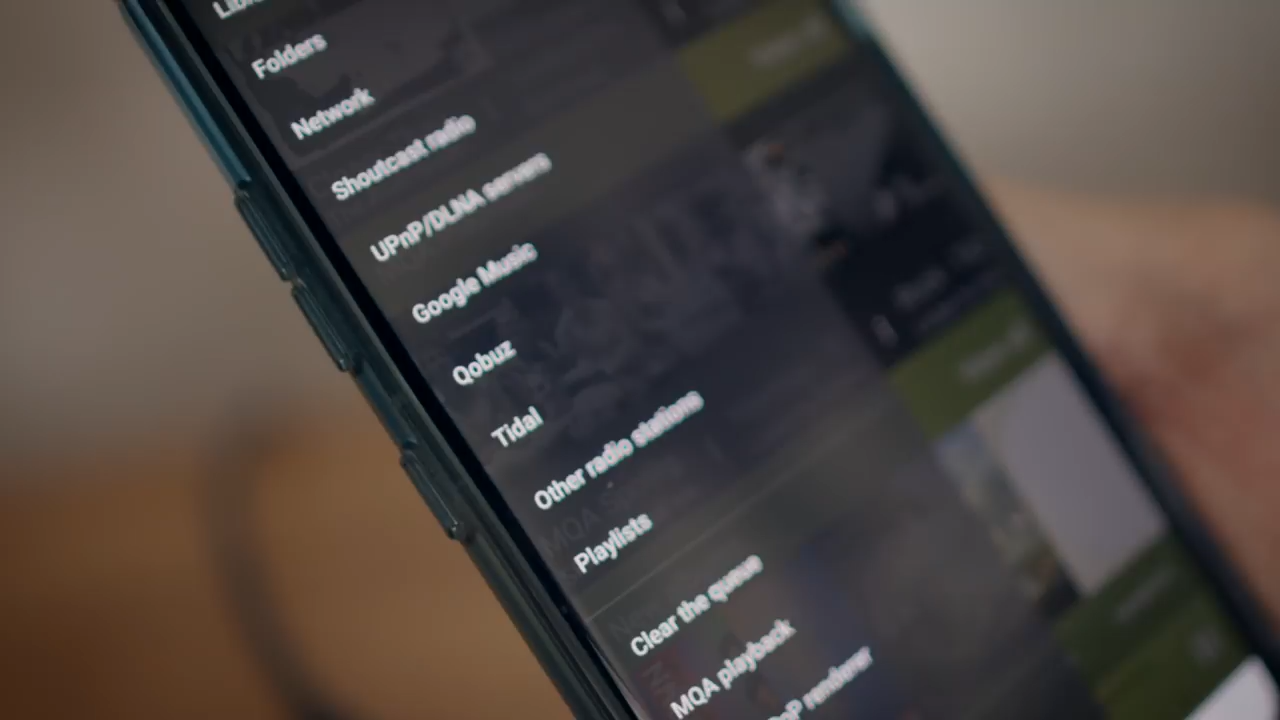 Folders
Network
Shoutcast radio
UPnP/DLNA servers
Google Music
Qobuz
Tidal
Other radio stations
Playlists
Clear the queue
MQA playback
renderer